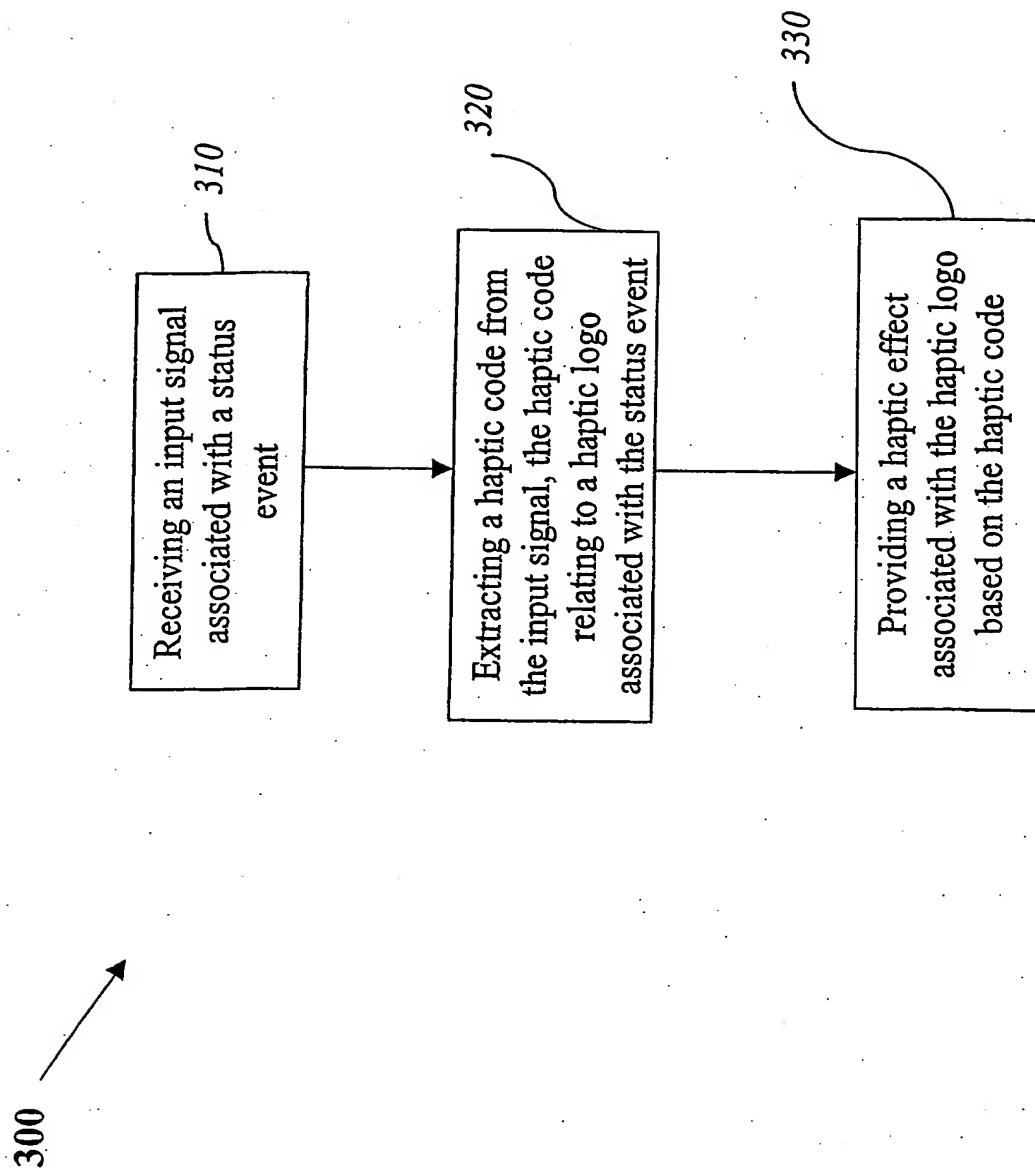 300
310
Receiving an input signal
associated with a status
event
320
Extracting a haptic code from
the input signal, the haptic code
relating to a haptic logo
associated with the status event
330
Providing a haptic effect
associated with the haptic logo
based on the haptic code